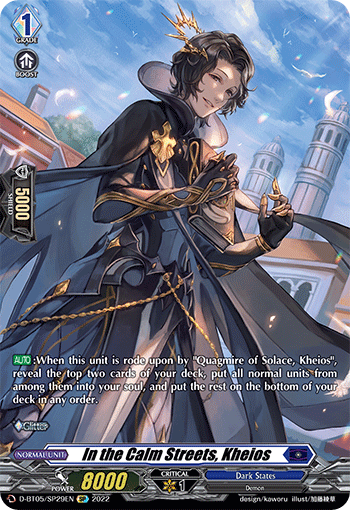 1
GRADE
BOOST
5000
SHIELD
AUTO:When this unit is rode upon by "Quagmire of Solace, Kheios",
reveal the top two cards of your deck, put all normal units from
among them into your soul, and put the rest on the bottom of your
deck in any order.
Glitter
NORMAL UNIT
In the Calm Streets, Kheios
POWER 8000
CRITICAL
1
Dark States
Demon
D-BT05/SP29EN SP 2022
design/kaworu illust/加藤綾華